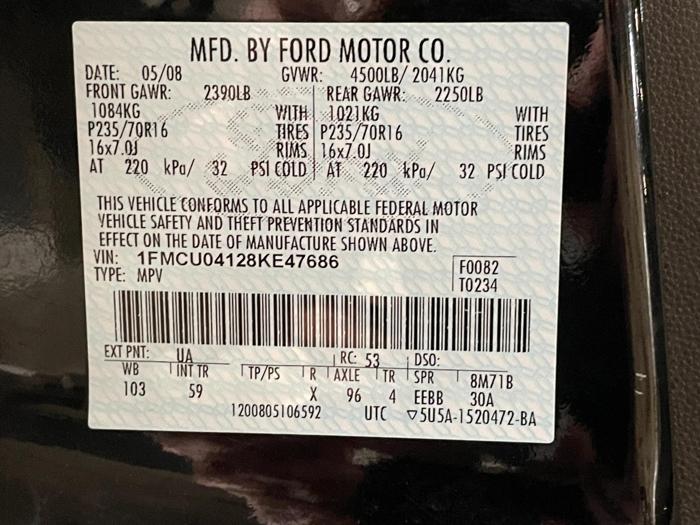 MFD. BY FORD MOTOR CO.
DATE: 05/08 GVWR: 4500LB/ 2041KG
FRONT GAWR: 2390LB REAR GAWR: 2250LB
1084KG WITH 1021KG WITH
P235/70R16 TIRES P235/70R16 TIRES
16x7.0J RIMS 16x7.0J RIMS
AT 220 kPa/ 32 PSI COLD AT 220 kPa/ 32 PSI COLD
THIS VEHICLE CONFORMS TO ALL APPLICABLE FEDERAL MOTOR
VEHICLE SAFETY AND THEFT PREVENTION STANDARDS IN
EFFECT ON THE DATE OF MANUFACTURE SHOWN ABOVE.
VIN: 1FMCU04128KE47686 F0082
TYPE: MPV T0234
EXT PNT: UA RC: 53 DSO:
WB INT TR TP/PS R AXLE TR SPR 8M71B
103 59 X 96 4 EEBB 30A
1200805106592 UTC ▽5U5A-1520472-BA